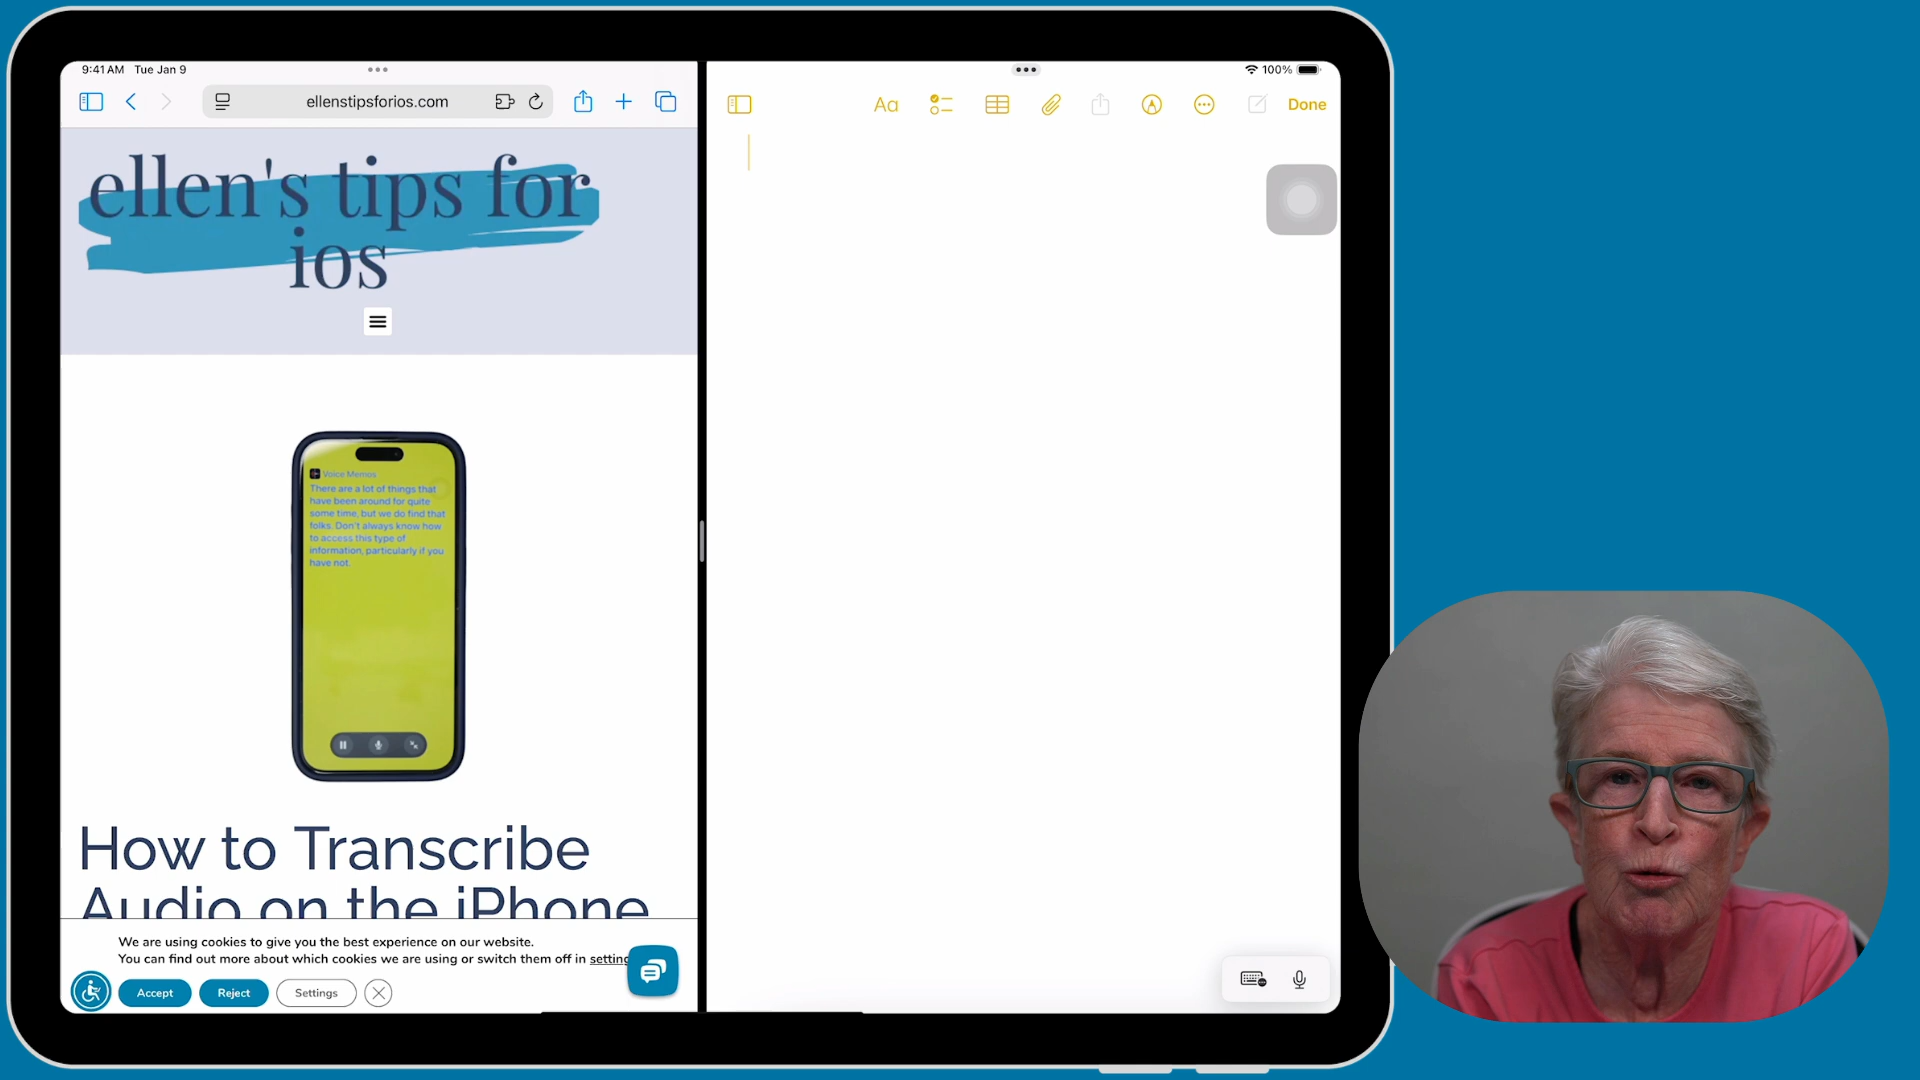 9:41 AM Tue Jan 9
100%
ellenstipsforios.com
Aa
Done
ellen's tips for
ios
Voice Memos
There are a lot of things that
have been around for quite
some time, but we do find that
folks. Don't always know how
to access this type of
information, particularly if you
have not.
How to Transcribe
Audio on the iPhone
We are using cookies to give you the best experience on our website.
You can find out more about which cookies we are using or switch them off in
Accept
Reject
Settings